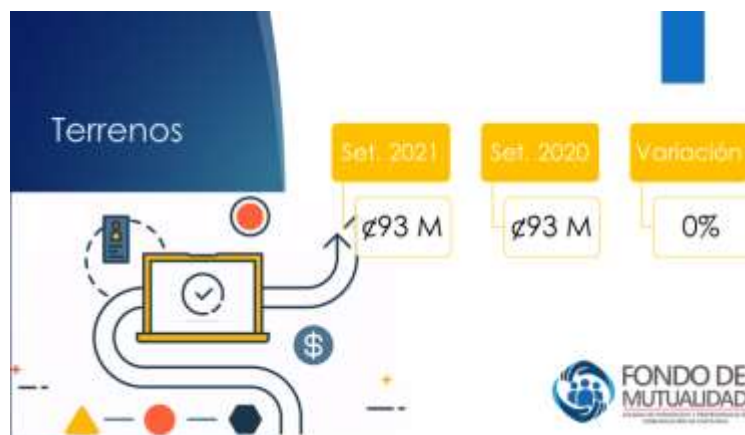 Terrenos
Set. 2021
Set. 2020
Variación
₡93 M
₡93 M
0%
$
FONDO DE
MUTUALIDAD